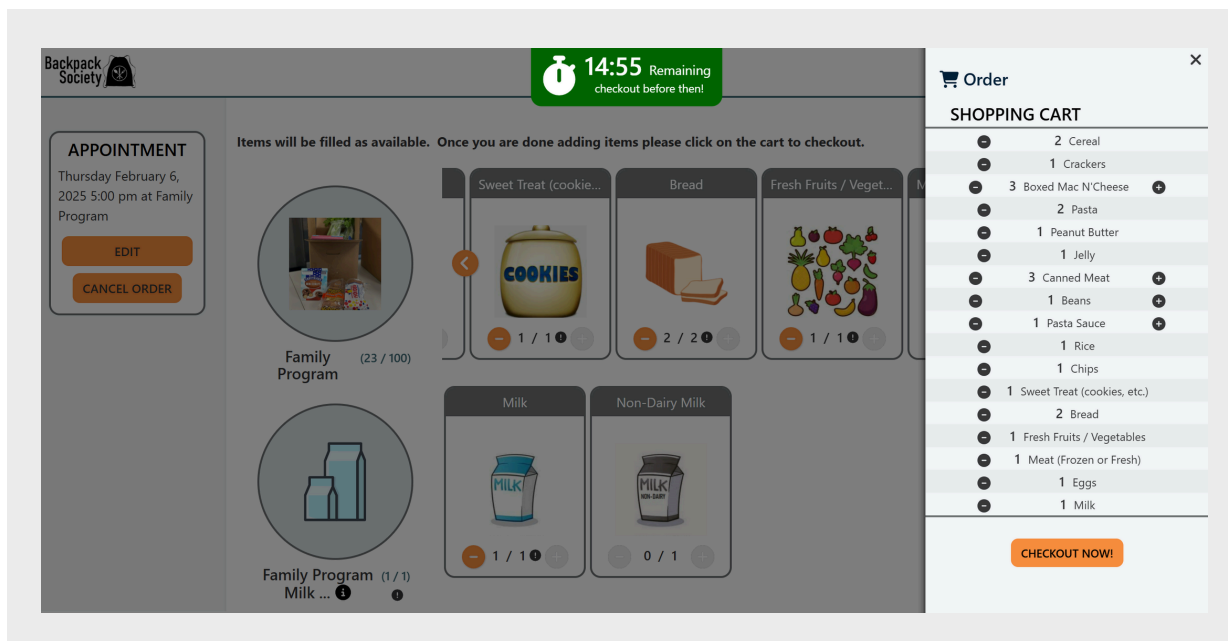 Backpack
Society
14:55 Remaining
checkout before then!
APPOINTMENT
Thursday February 6,
2025 5:00 pm at Family
Program
EDIT
CANCEL ORDER
Items will be filled as available. Once you are done adding items please click on the cart to checkout.
Family
Program
(23 / 100)
Sweet Treat (cookie...
COOKIES
1 / 1
Bread
2 / 2
Fresh Fruits / Veget...
1 / 1
M
Family Program
Milk ...
(1 / 1)
Milk
MILK
1 / 1
Non-Dairy Milk
MILK
NON-DAIRY
0 / 1
Order
SHOPPING CART
2 Cereal
1 Crackers
3 Boxed Mac N'Cheese
2 Pasta
1 Peanut Butter
1 Jelly
3 Canned Meat
1 Beans
1 Pasta Sauce
1 Rice
1 Chips
1 Sweet Treat (cookies, etc.)
2 Bread
1 Fresh Fruits / Vegetables
1 Meat (Frozen or Fresh)
1 Eggs
1 Milk
CHECKOUT NOW!